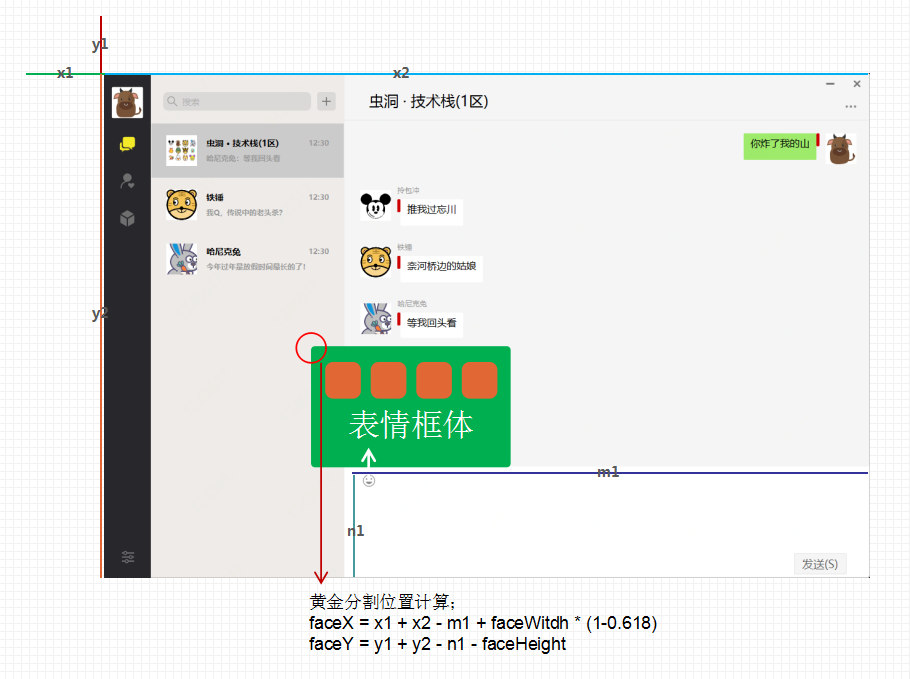 y1
x1
x2
搜索
+
虫洞 · 技术栈(1区)
虫洞 • 技术栈(1区)
12:30
哈尼克兔：等我回头看
你炸了我的山
铁锤
12:30
我Q，传说中的老头杀？
拎包冲
推我过忘川
哈尼克兔
12:30
今年过年是放假时间最长的了！
铁锤
奈河桥边的姑娘
哈尼克兔
等我回头看
y2
表情框体
m1
n1
发送(S)
黄金分割位置计算；
faceX = x1 + x2 - m1 + faceWitdh * (1-0.618)
faceY = y1 + y2 - n1 - faceHeight